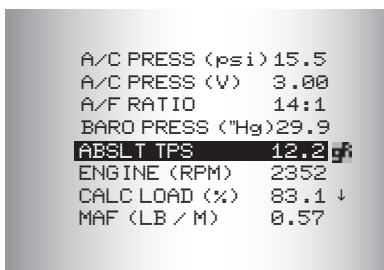 A/C PRESS (psi) 15.5
A/C PRESS (V) 3.00
A/F RATIO 14:1
BARO PRESS ("Hg) 29.9
ABSLT TPS 12.2
ENGINE (RPM) 2352
CALC LOAD (%) 83.1 ↓
MAF (LB / M) 0.57